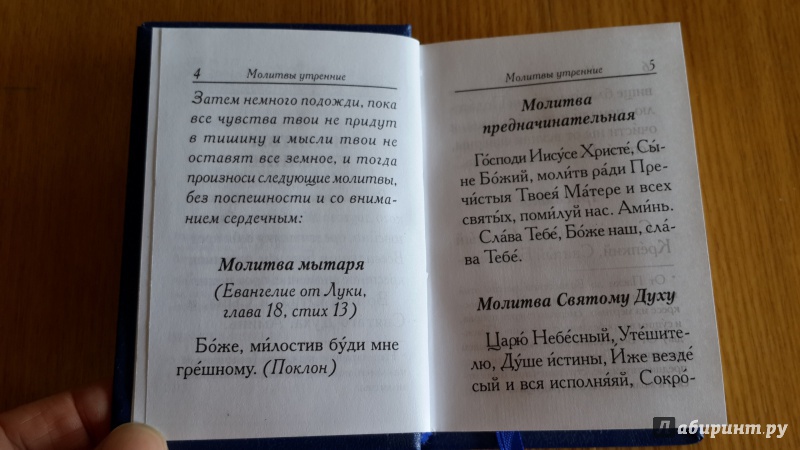 4 Молитвы утренние
Затем немного подожди, пока
все чувства твои не придут
в тишину и мысли твои не
оставят все земное, и тогда
произноси следующие молитвы,
без поспешности и со внима-
нием сердечным:
Молитва мытаря
(Евангелие от Луки,
глава 18, стих 13)
Бо́же, ми́лостив бу́ди мне
гре́шному. (Поклон)
Молитвы утренние 5
Молитва
предначинательная
Го́споди Иису́се Христе́, Сы́-
не Бо́жий, моли́тв ра́ди Пре-
чи́стыя Твоея́ Ма́тере и всех
святы́х, поми́луй нас. Ами́нь.
Сла́ва Тебе́, Бо́же наш, сла́-
ва Тебе́.
Молитва Святому Духу
Царю́ Небе́сный, Уте́шите-
лю, Ду́ше и́стины, И́же везде́
сый и вся исполня́яй, Сокро́-
Лабиринт.ру